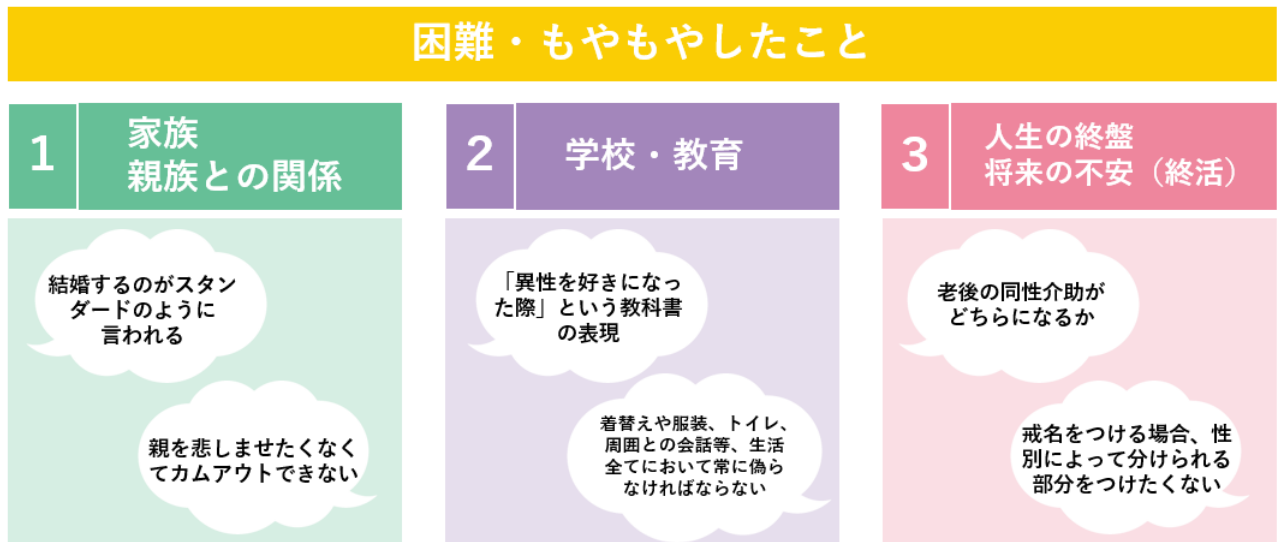 困難・もやもやしたこと
1
家族
親族との関係
結婚するのがスタン
ダードのように
言われる
親を悲しませたくなく
てカムアウトできない
2
学校・教育
「異性を好きになっ
た際」という教科書
の表現
着替えや服装、トイレ、
周囲との会話等、生活
全てにおいて常に偽ら
なければならない
3
人生の終盤
将来の不安（終活）
老後の同性介助が
どちらになるか
戒名をつける場合、性
別によって分けられる
部分をつけたくない